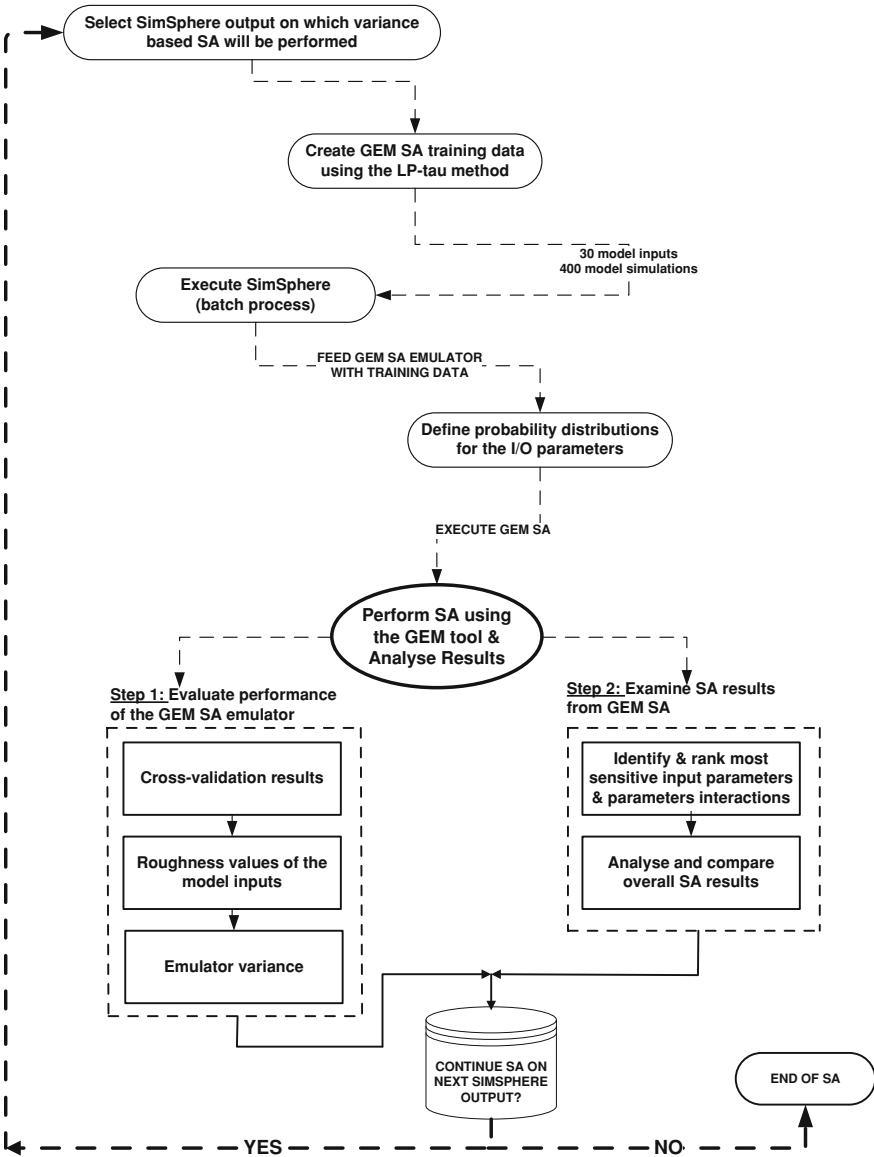 Select SimSphere output on which variance
based SA will be performed
Create GEM SA training data
using the LP-tau method
30 model inputs
400 model simulations
Execute SimSphere
(batch process)
FEED GEM SA EMULATOR
WITH TRAINING DATA
Define probability distributions
for the I/O parameters
EXECUTE GEM SA
Perform SA using
the GEM tool &
Analyse Results
Step 1: Evaluate performance
of the GEM SA emulator
Cross-validation results
Roughness values of the
model inputs
Emulator variance
Step 2: Examine SA results
from GEM SA
Identify & rank most
sensitive input parameters
& parameters interactions
Analyse and compare
overall SA results
CONTINUE SA ON
NEXT SIMSPHERE
OUTPUT?
END OF SA
YES
NO